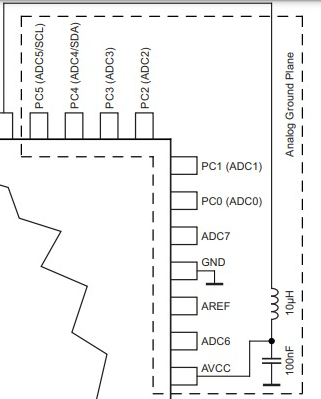 PC5 (ADC5/SCL)
PC4 (ADC4/SDA)
PC3 (ADC3)
PC2 (ADC2)
Analog Ground Plane
PC1 (ADC1)
PC0 (ADC0)
ADC7
GND
AREF
ADC6
AVCC
10μH
100nF